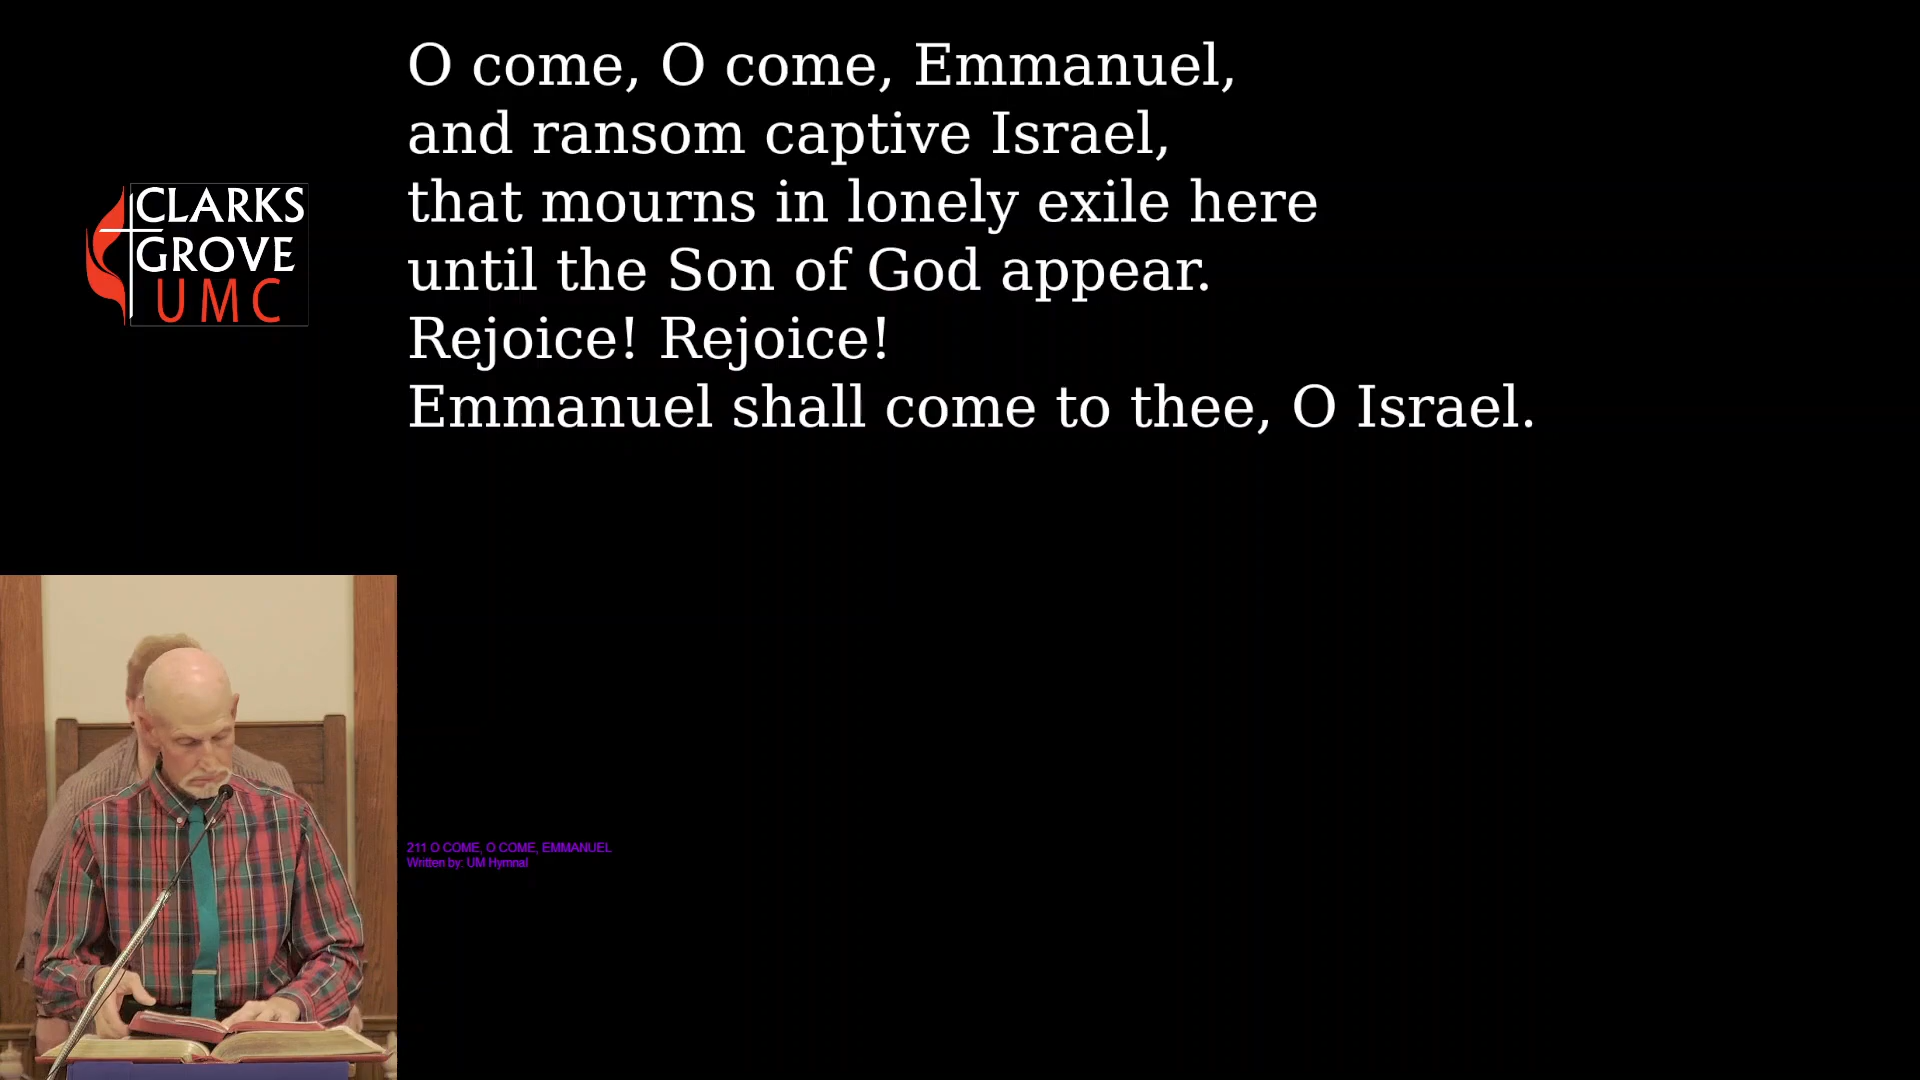 CLARKS
GROVE
UMC
O come, O come, Emmanuel,
and ransom captive Israel,
that mourns in lonely exile here
until the Son of God appear.
Rejoice! Rejoice!
Emmanuel shall come to thee, O Israel.
211 O COME, O COME, EMMANUEL
Written by: UM Hymnal